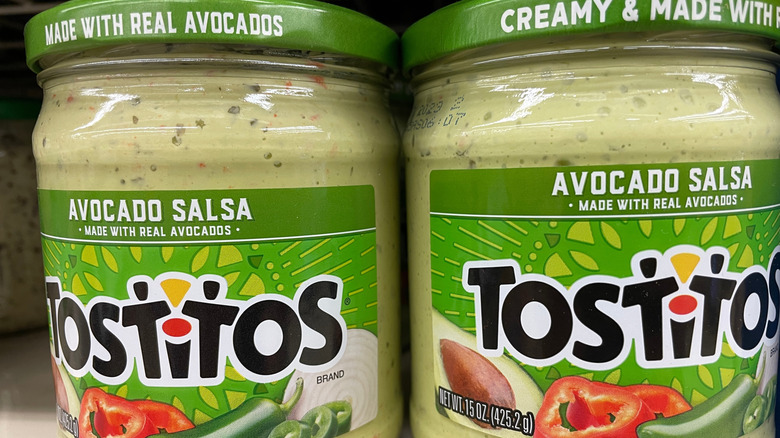 MADE WITH REAL AVOCADOS
AVOCADO SALSA
• MADE WITH REAL AVOCADOS •
TOSTITOS
BRAND
CREAMY & MADE WITH
AVOCADO SALSA
• MADE WITH REAL AVOCADOS •
TOSTITOS
NET WT. 15 OZ. (425.2 g)